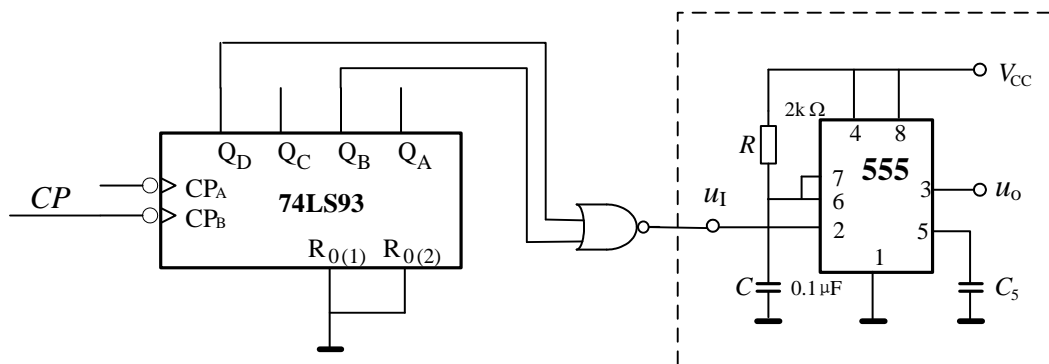 Q_D Q_C Q_B Q_A
CP
CP_A
CP_B
74LS93
R_0(1) R_0(2)
u_I
V_CC
2kΩ
R
4 8
555
7
6
3
u_o
2
5
1
C
0.1μF
C_5